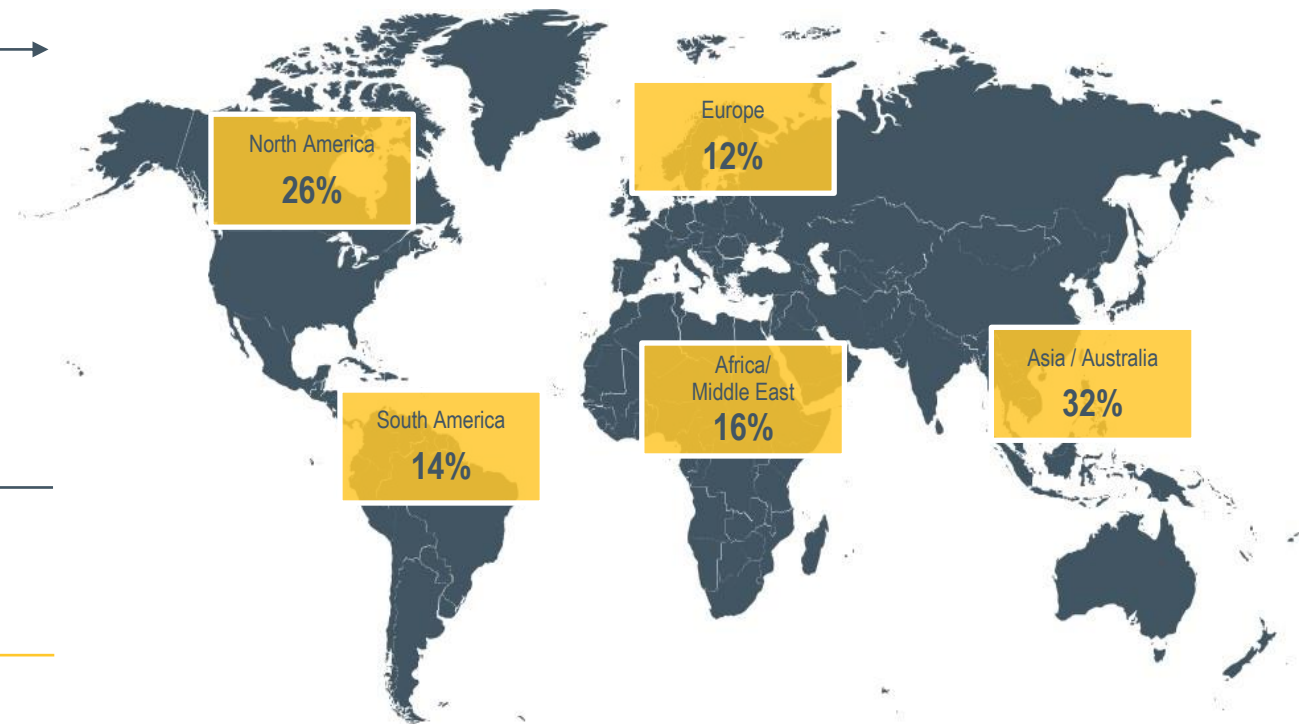 Europe
12%
North America
26%
Asia / Australia
32%
Africa/
Middle East
16%
South America
14%